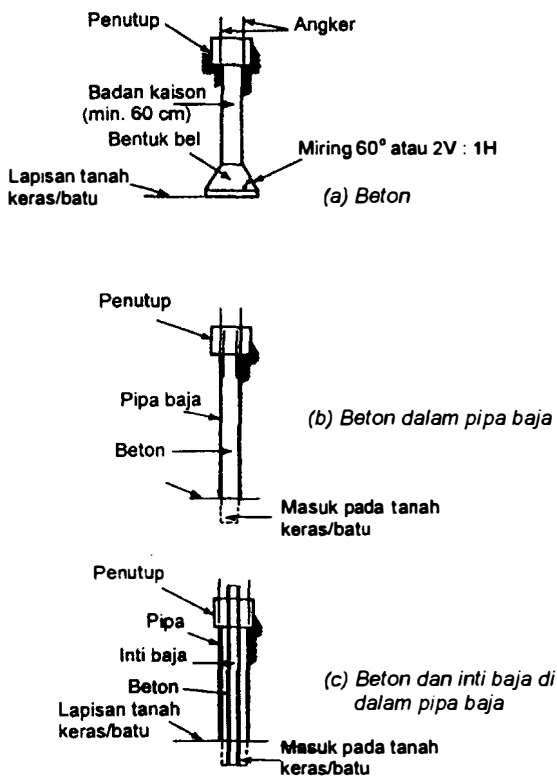 Penutup
Angker
Badan kaison
(min. 60 cm)
Bentuk bel
Miring 60° atau 2V : 1H
Lapisan tanah
keras/batu
(a) Beton
Penutup
Pipa baja
(b) Beton dalam pipa baja
Beton
Masuk pada tanah
keras/batu
Penutup
Pipa
Inti baja
(c) Beton dan inti baja di
dalam pipa baja
Beton
Lapisan tanah
keras/batu
Masuk pada tanah
keras/batu